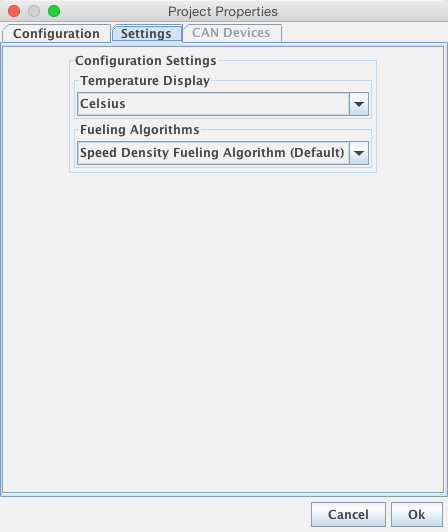 Project Properties
Configuration Settings CAN Devices
Configuration Settings
Temperature Display
Celsius
Fueling Algorithms
Speed Density Fueling Algorithm (Default)
Cancel Ok